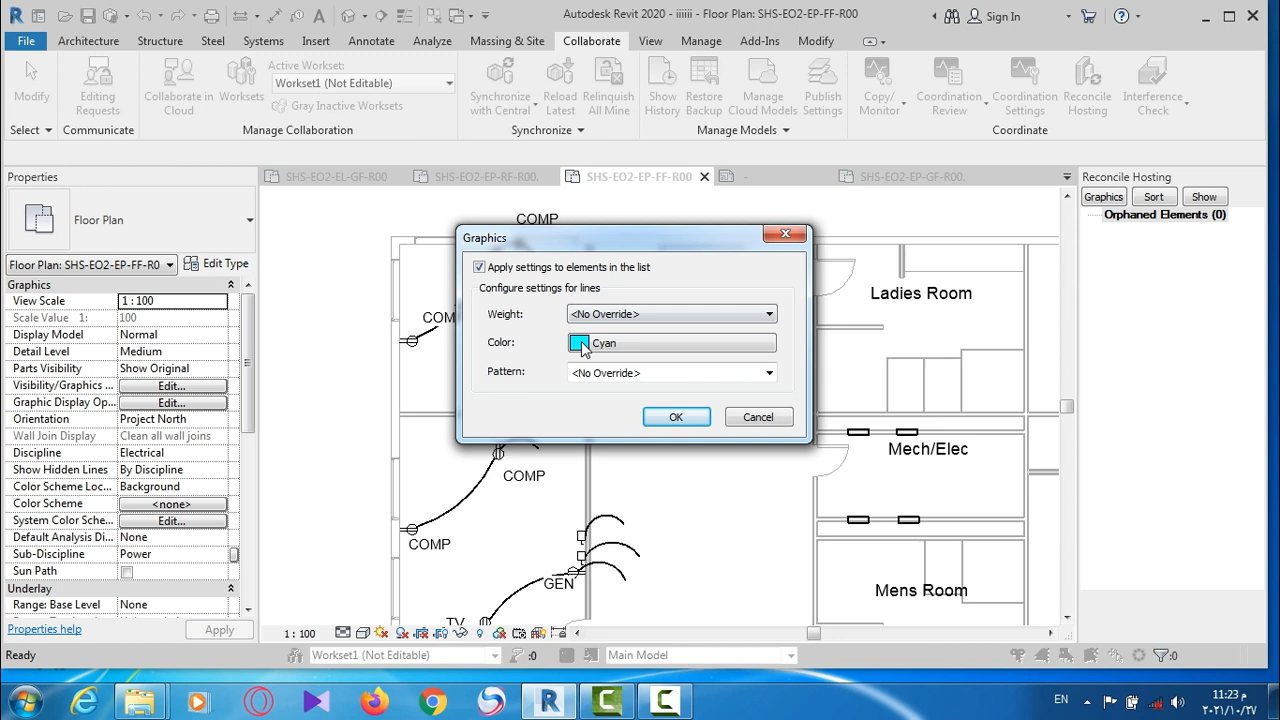 Autodesk Revit 2020 - iiiiii - Floor Plan: SHS-EO2-EP-FF-R00
Sign In
File Architecture Structure Steel Systems Insert Annotate Analyze Massing & Site Collaborate View Manage Add-Ins Modify
Modify
Editing Requests
Collaborate in Cloud
Worksets
Active Workset:
Workset1 (Not Editable)
Gray Inactive Worksets
Synchronize with Central
Reload Latest
Relinquish All Mine
Show History
Restore Backup
Manage Cloud Models
Publish Settings
Copy/ Monitor
Coordination Review
Coordination Settings
Reconcile Hosting
Interference Check
Select Communicate Manage Collaboration Synchronize Manage Models Coordinate
Properties
SHS-EO2-EL-GF-R00 SHS-EO2-EP-RF-R00. SHS-EO2-EP-FF-R00 - SHS-EO2-EP-GF-R00.
Floor Plan
Floor Plan: SHS-EO2-EP-FF-R0 Edit Type
Graphics
View Scale 1 : 100
Scale Value 1: 100
Display Model Normal
Detail Level Medium
Parts Visibility Show Original
Visibility/Graphics ... Edit...
Graphic Display Op... Edit...
Orientation Project North
Wall Join Display Clean all wall joins
Discipline Electrical
Show Hidden Lines By Discipline
Color Scheme Loc... Background
Color Scheme <none>
System Color Sche... Edit...
Default Analysis Di... None
Sub-Discipline Power
Sun Path
Underlay
Range: Base Level None
Properties help Apply
COMP
COM
COMP
COMP
GEN
TV
Ladies Room
Mech/Elec
Mens Room
Graphics
Apply settings to elements in the list
Configure settings for lines
Weight: <No Override>
Color: Cyan
Pattern: <No Override>
OK Cancel
Reconcile Hosting
Graphics Sort Show
Orphaned Elements (0)
1 : 100
Ready
Workset1 (Not Editable)
:0
Main Model
:0
EN
11:23 م
٢٠٢١/١٠/٢٧